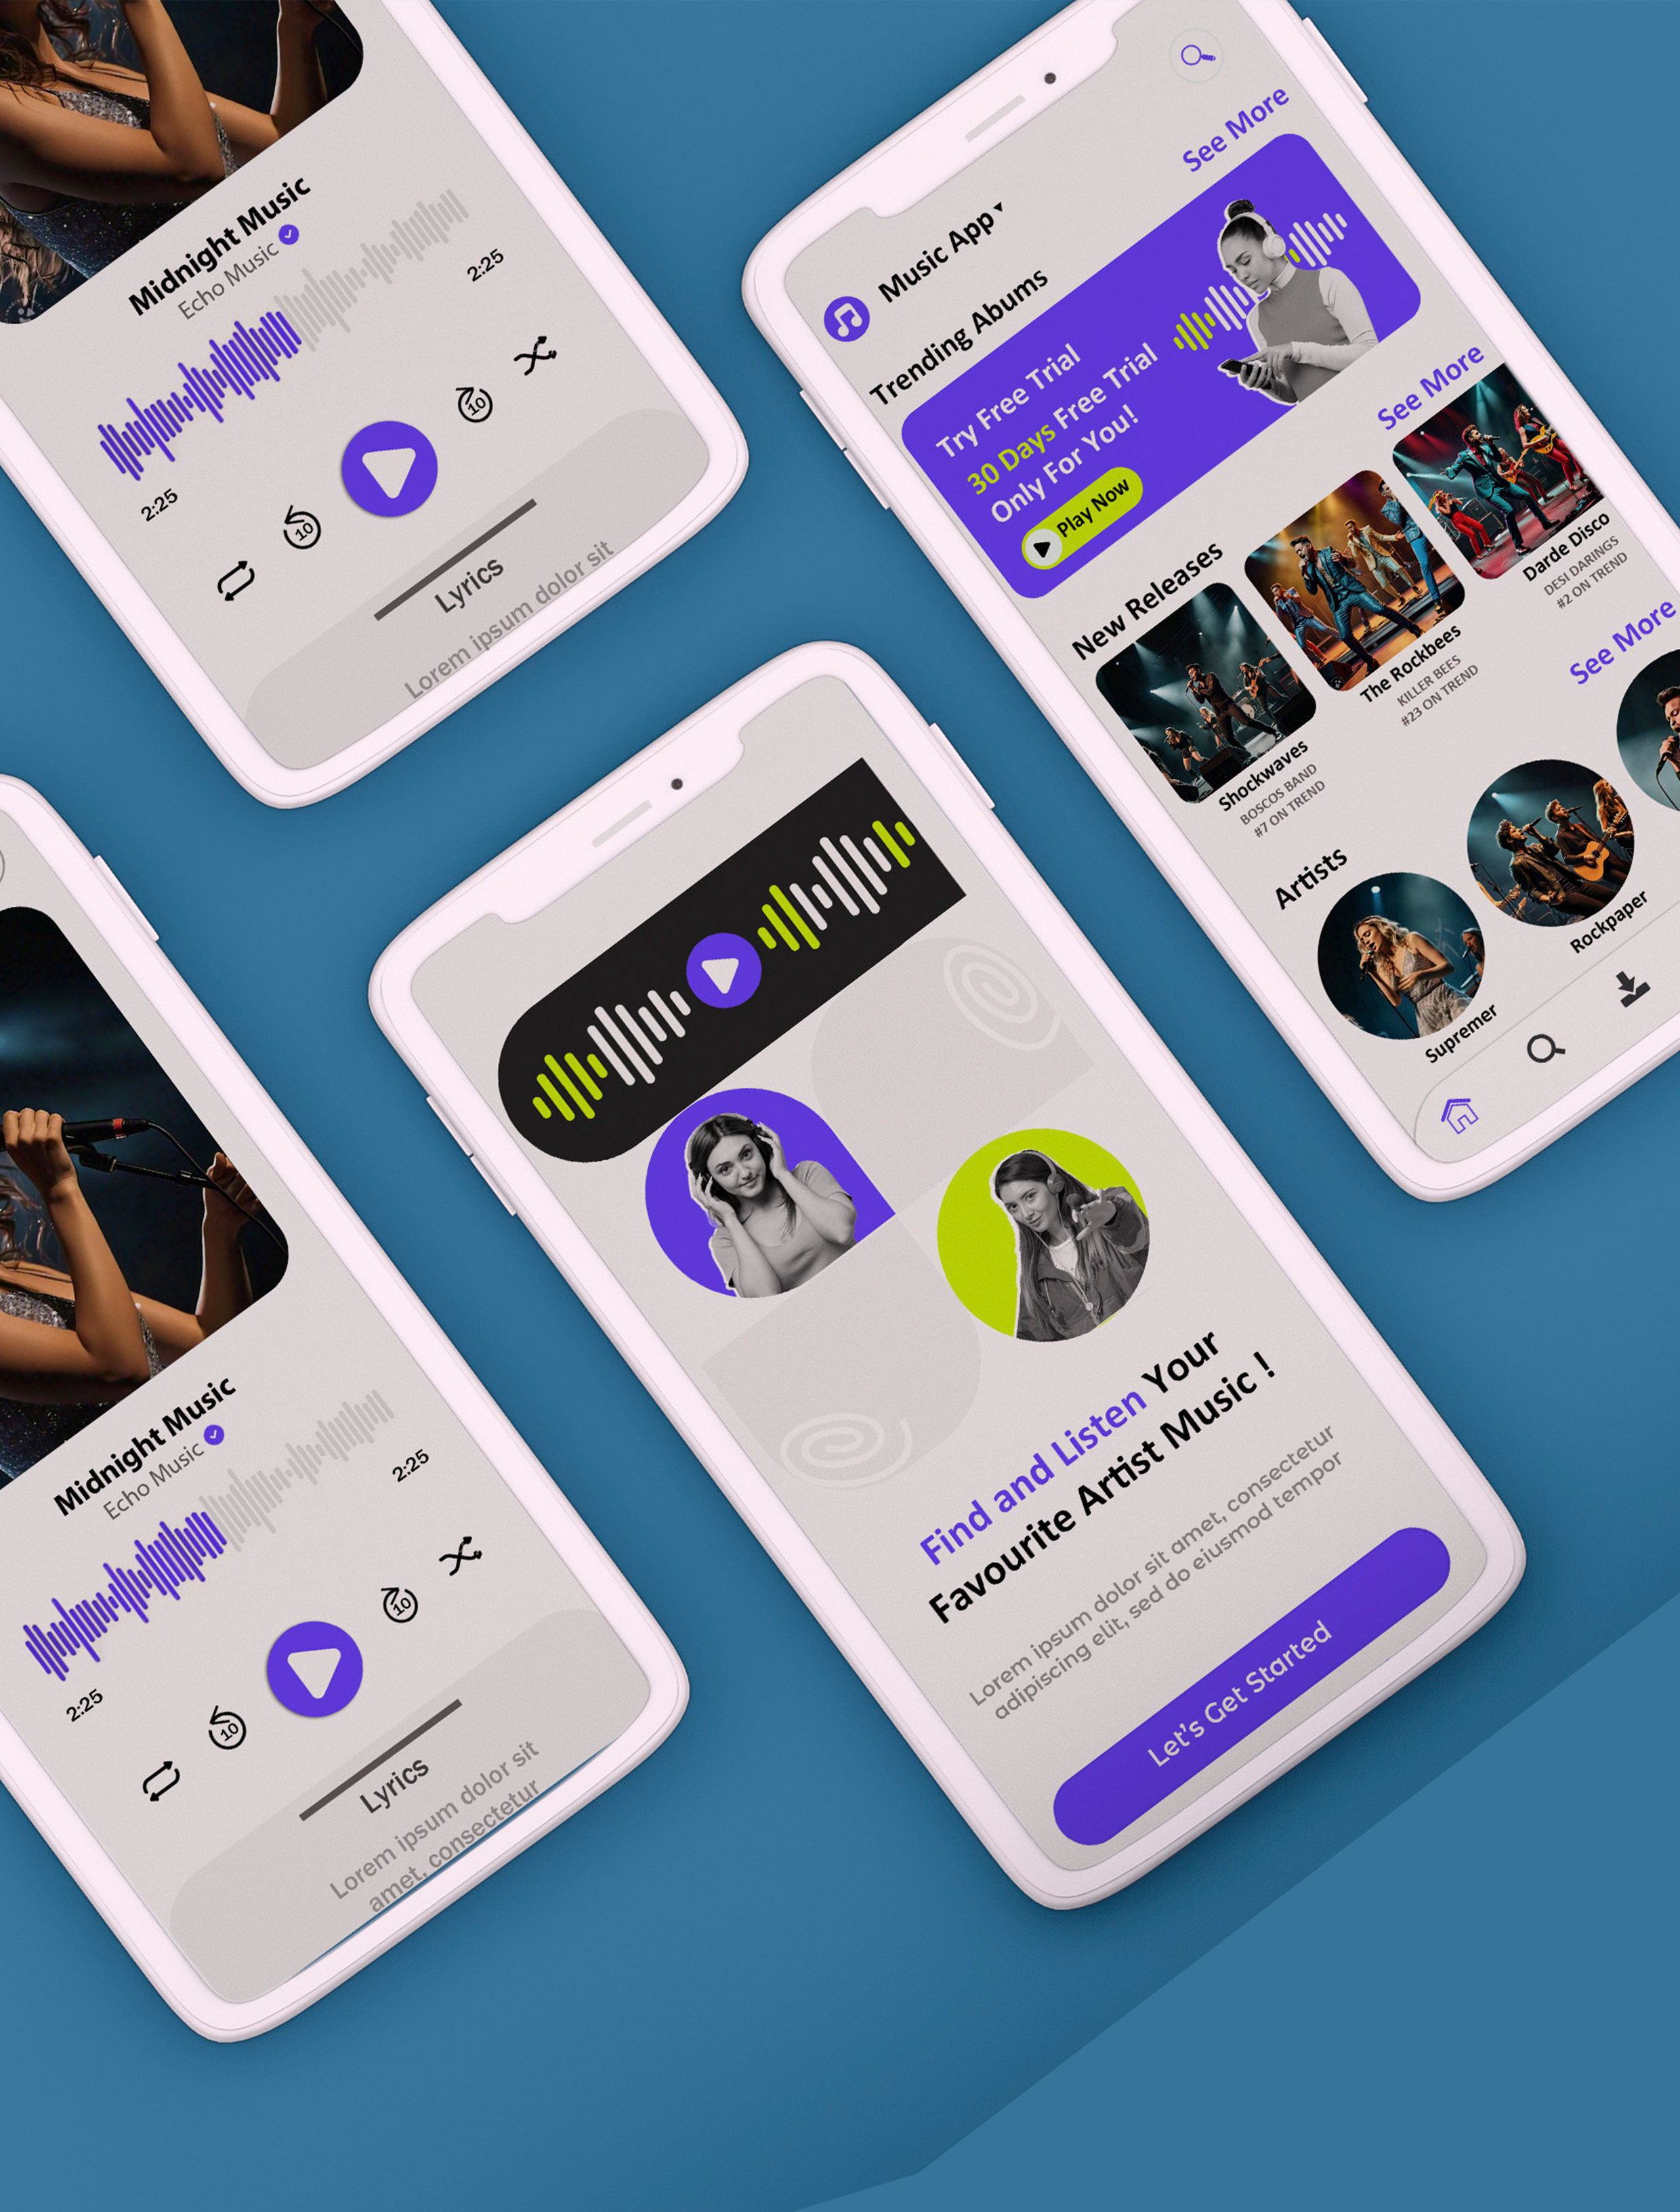 Midnight Music
Echo Music
2:25
2:25
10
10
Lyrics
Lorem ipsum dolor sit
Music App
See More
Trending Abums
Try Free Trial
30 Days Free Trial
Only For You!
Play Now
See More
New Releases
Shockwaves
BOSCOS BAND
#7 ON TREND
The Rockbees
KILLER BEES
#23 ON TREND
Darde Disco
DESI DARINGS
#2 ON TREND
See More
Artists
Supremer
Rockpaper
Find and Listen Your
Favourite Artist Music !
Lorem ipsum dolor sit amet, consectetur
adipiscing elit, sed do eiusmod tempor
Let's Get Started
Midnight Music
Echo Music
2:25
2:25
10
10
Lyrics
Lorem ipsum dolor sit
amet, consectetur